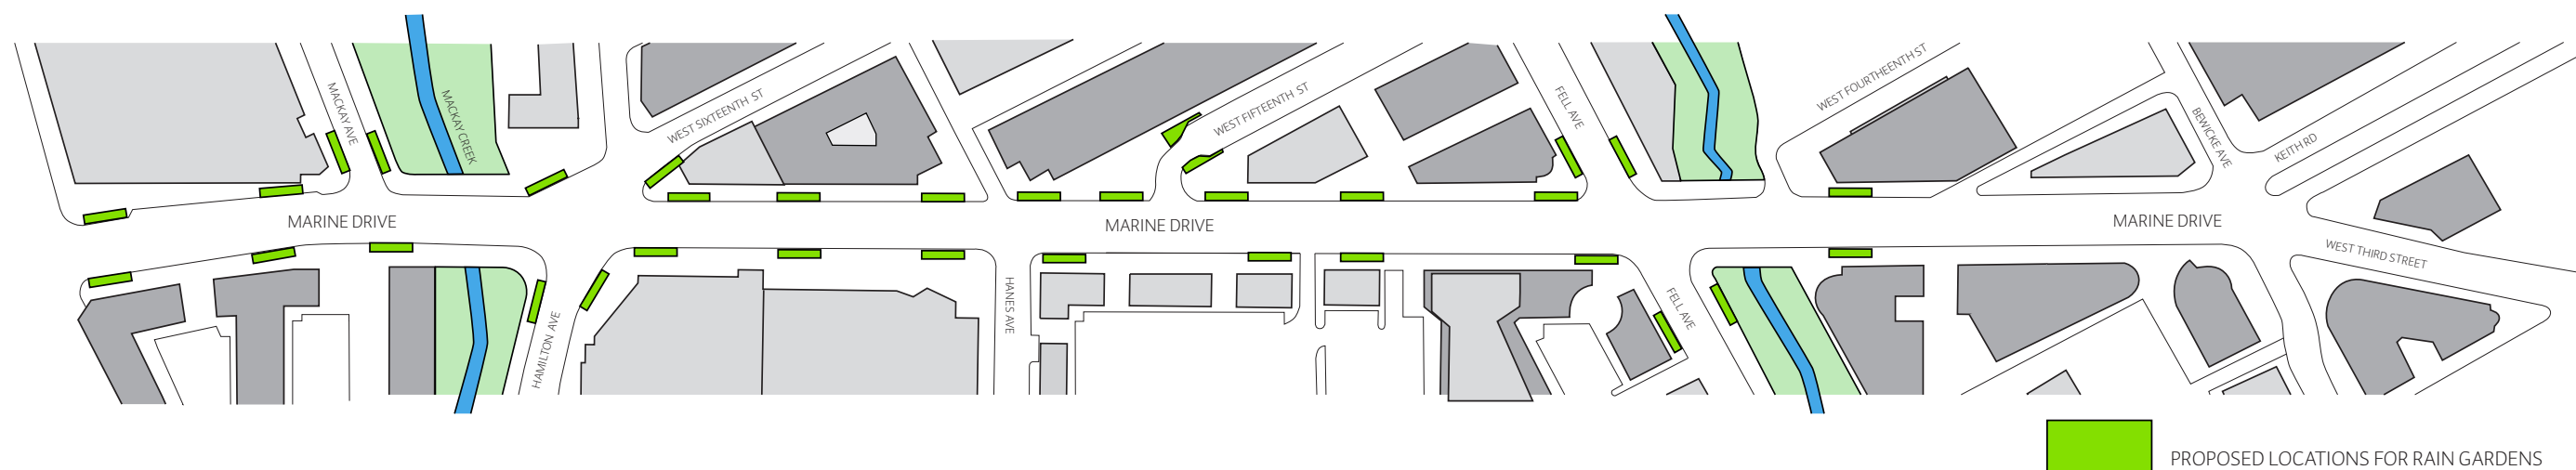 MACKAY AVE
MACKAY CREEK
WEST SIXTEENTH ST
WEST FIFTEENTH ST
FELL AVE
WEST FOURTHEENTH ST
BEWICKE AVE
KEITH RD
MARINE DRIVE
MARINE DRIVE
MARINE DRIVE
WEST THIRD STREET
HAMILTON AVE
HANES AVE
FELL AVE
PROPOSED LOCATIONS FOR RAIN GARDENS